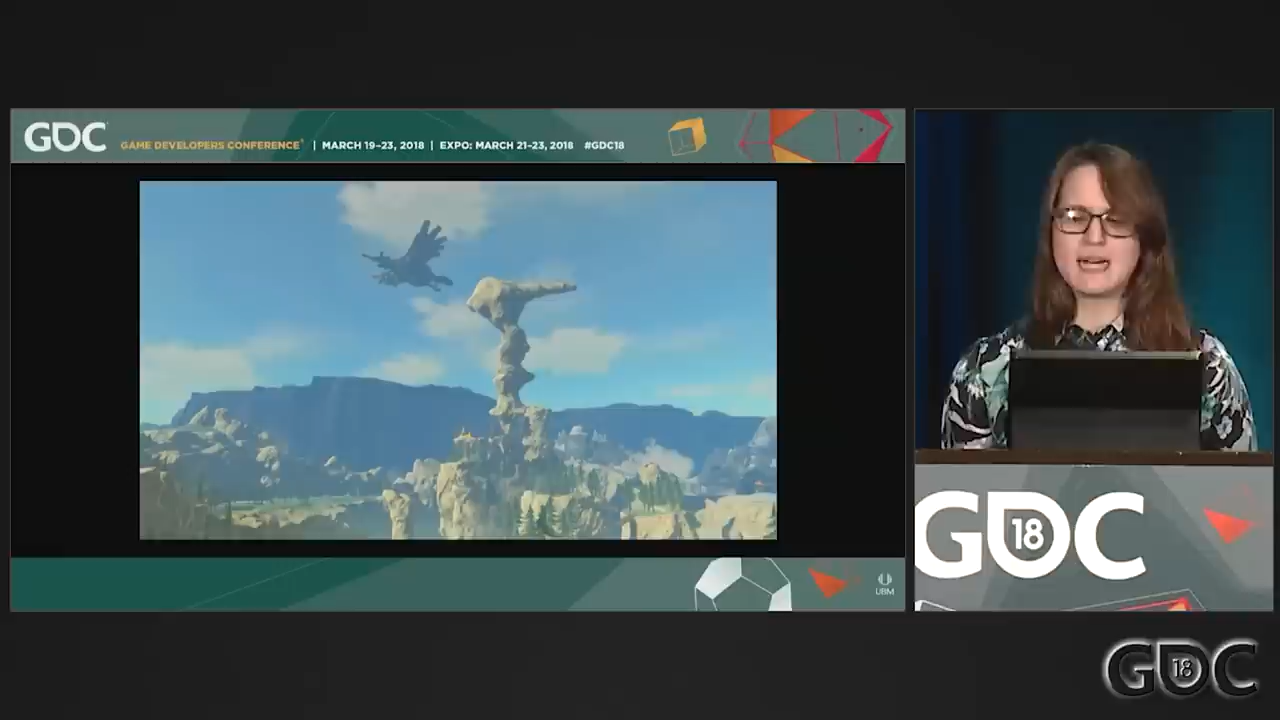 GDC GAME DEVELOPERS CONFERENCE® | MARCH 19–23, 2018 | EXPO: MARCH 21–23, 2018 #GDC18
UBM
GDC
18
GDC
18